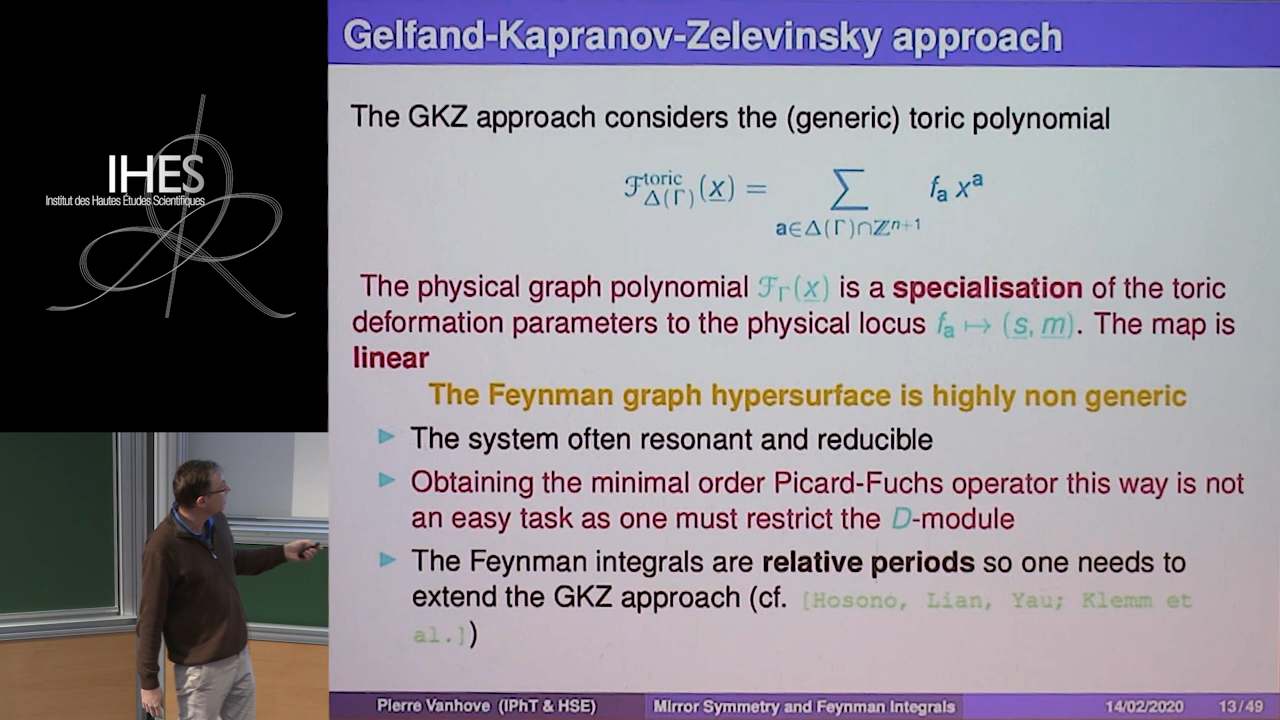 IHES
Institut des Hautes Études Scientifiques
Gelfand-Kapranov-Zelevinsky approach
The GKZ approach considers the (generic) toric polynomial
ℱ^toric_Δ(Γ)(x) = ∑_{a∈Δ(Γ)∩ℤ^{n+1}} f_a x^a
The physical graph polynomial ℱ_Γ(x) is a specialisation of the toric
deformation parameters to the physical locus f_a ↦ (s, m). The map is
linear
The Feynman graph hypersurface is highly non generic
The system often resonant and reducible
Obtaining the minimal order Picard-Fuchs operator this way is not
an easy task as one must restrict the D-module
The Feynman integrals are relative periods so one needs to
extend the GKZ approach (cf. [Hosono, Lian, Yau; Klemm et
al.])
Pierre Vanhove (IPhT & HSE) Mirror Symmetry and Feynman Integrals 14/02/2020 13/49